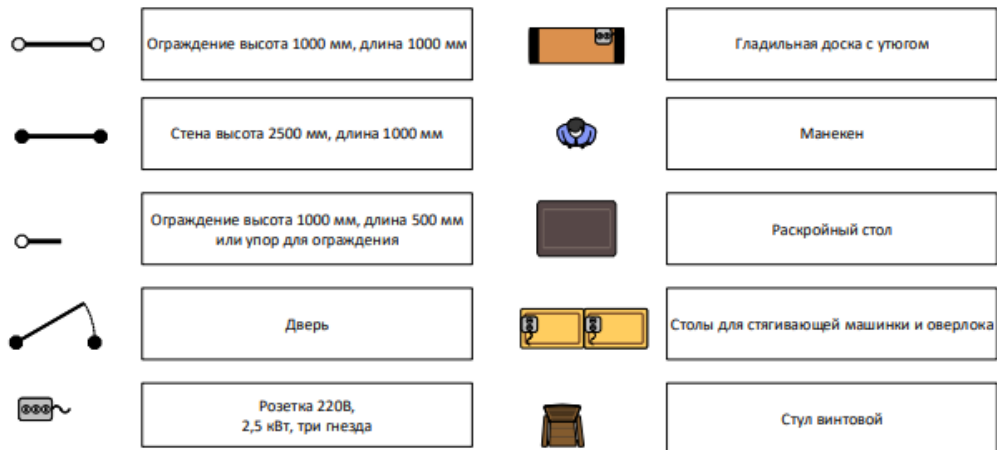 Ограждение высота 1000 мм, длина 1000 мм
Гладильная доска с утюгом
Стена высота 2500 мм, длина 1000 мм
Манекен
Ограждение высота 1000 мм, длина 500 мм
или упор для ограждения
Раскройный стол
Дверь
Столы для стягивающей машинки и оверлока
Розетка 220В,
2,5 кВт, три гнезда
Стул винтовой